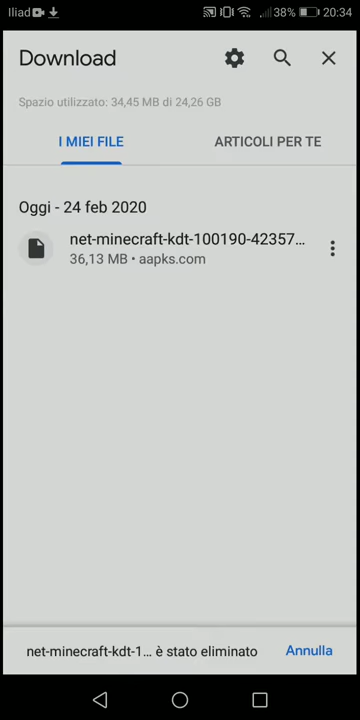 Iliad 38% 20:34
Download
Spazio utilizzato: 34,45 MB di 24,26 GB
I MIEI FILE ARTICOLI PER TE
Oggi - 24 feb 2020
net-minecraft-kdt-100190-42357...
36,13 MB • aapks.com
net-minecraft-kdt-1... è stato eliminato Annulla